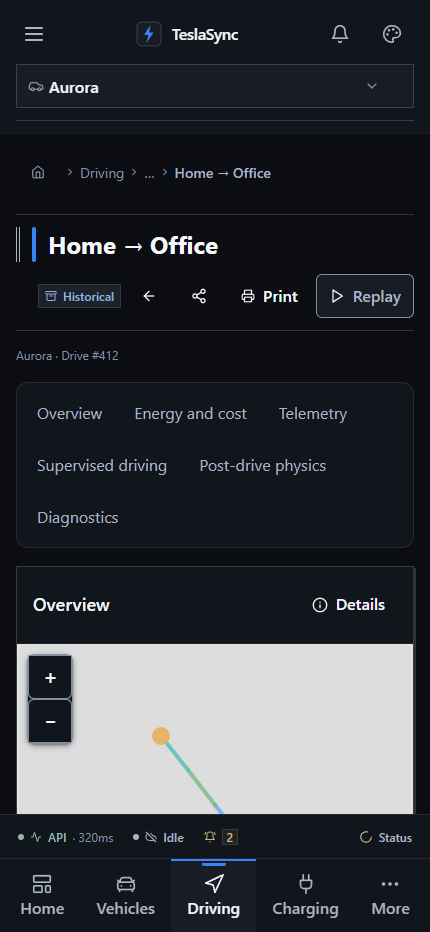 TeslaSync
Aurora
Driving ... Home → Office
Home → Office
Historical Print Replay
Aurora · Drive #412
Overview Energy and cost Telemetry
Supervised driving Post-drive physics
Diagnostics
Overview Details
+
−
API · 320ms Idle 2 Status
Home Vehicles Driving Charging More